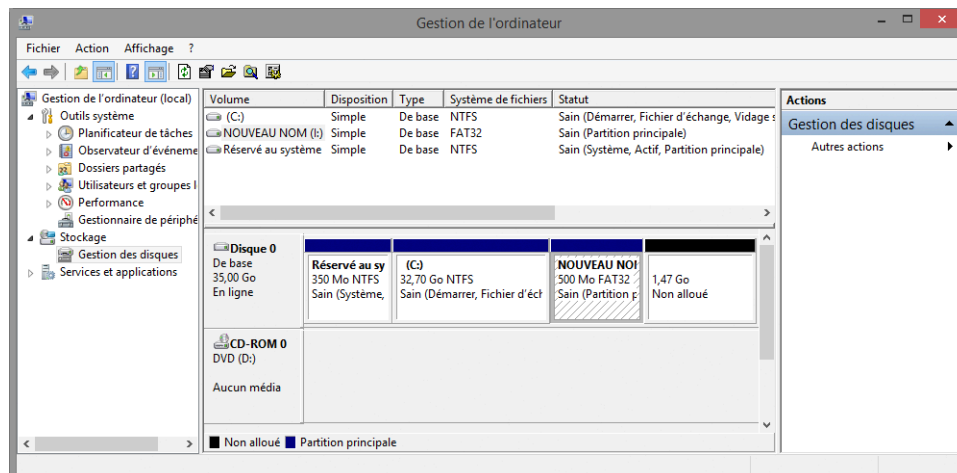 Gestion de l'ordinateur
Fichier Action Affichage ?
Gestion de l'ordinateur (local)
Outils système
Planificateur de tâches
Observateur d'événeme
Dossiers partagés
Utilisateurs et groupes l
Performance
Gestionnaire de périphé
Stockage
Gestion des disques
Services et applications
Volume Disposition Type Système de fichiers Statut
(C:) Simple De base NTFS Sain (Démarrer, Fichier d'échange, Vidage s
NOUVEAU NOM (I:) Simple De base FAT32 Sain (Partition principale)
Réservé au système Simple De base NTFS Sain (Système, Actif, Partition principale)
Disque 0
De base
35,00 Go
En ligne
Réservé au sy
350 Mo NTFS
Sain (Système,
(C:)
32,70 Go NTFS
Sain (Démarrer, Fichier d'éch
NOUVEAU NOI
500 Mo FAT32
Sain (Partition p
1,47 Go
Non alloué
CD-ROM 0
DVD (D:)
Aucun média
Non alloué Partition principale
Actions
Gestion des disques
Autres actions